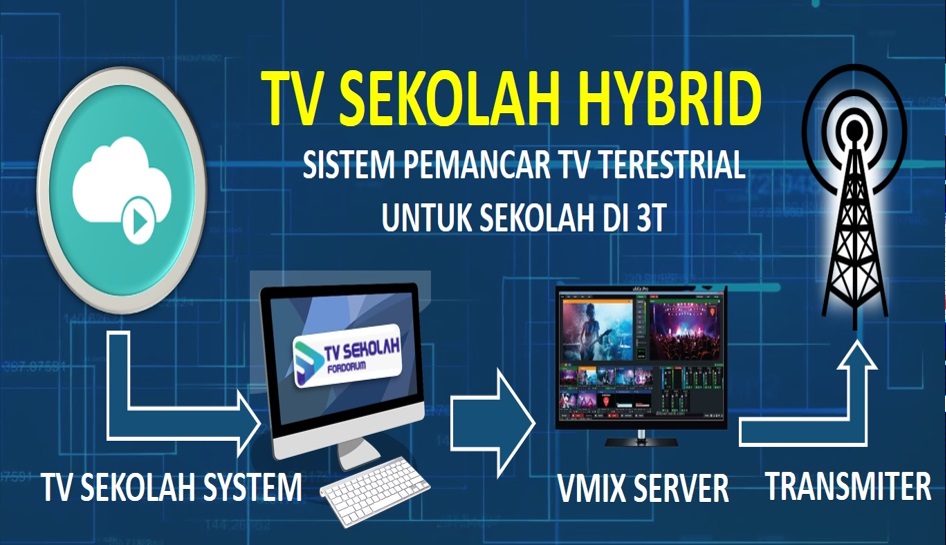 TV SEKOLAH HYBRID
SISTEM PEMANCAR TV TERESTRIAL
UNTUK SEKOLAH DI 3T
TV SEKOLAH
FORDORUM
TV SEKOLAH SYSTEM
VMIX SERVER
TRANSMITER